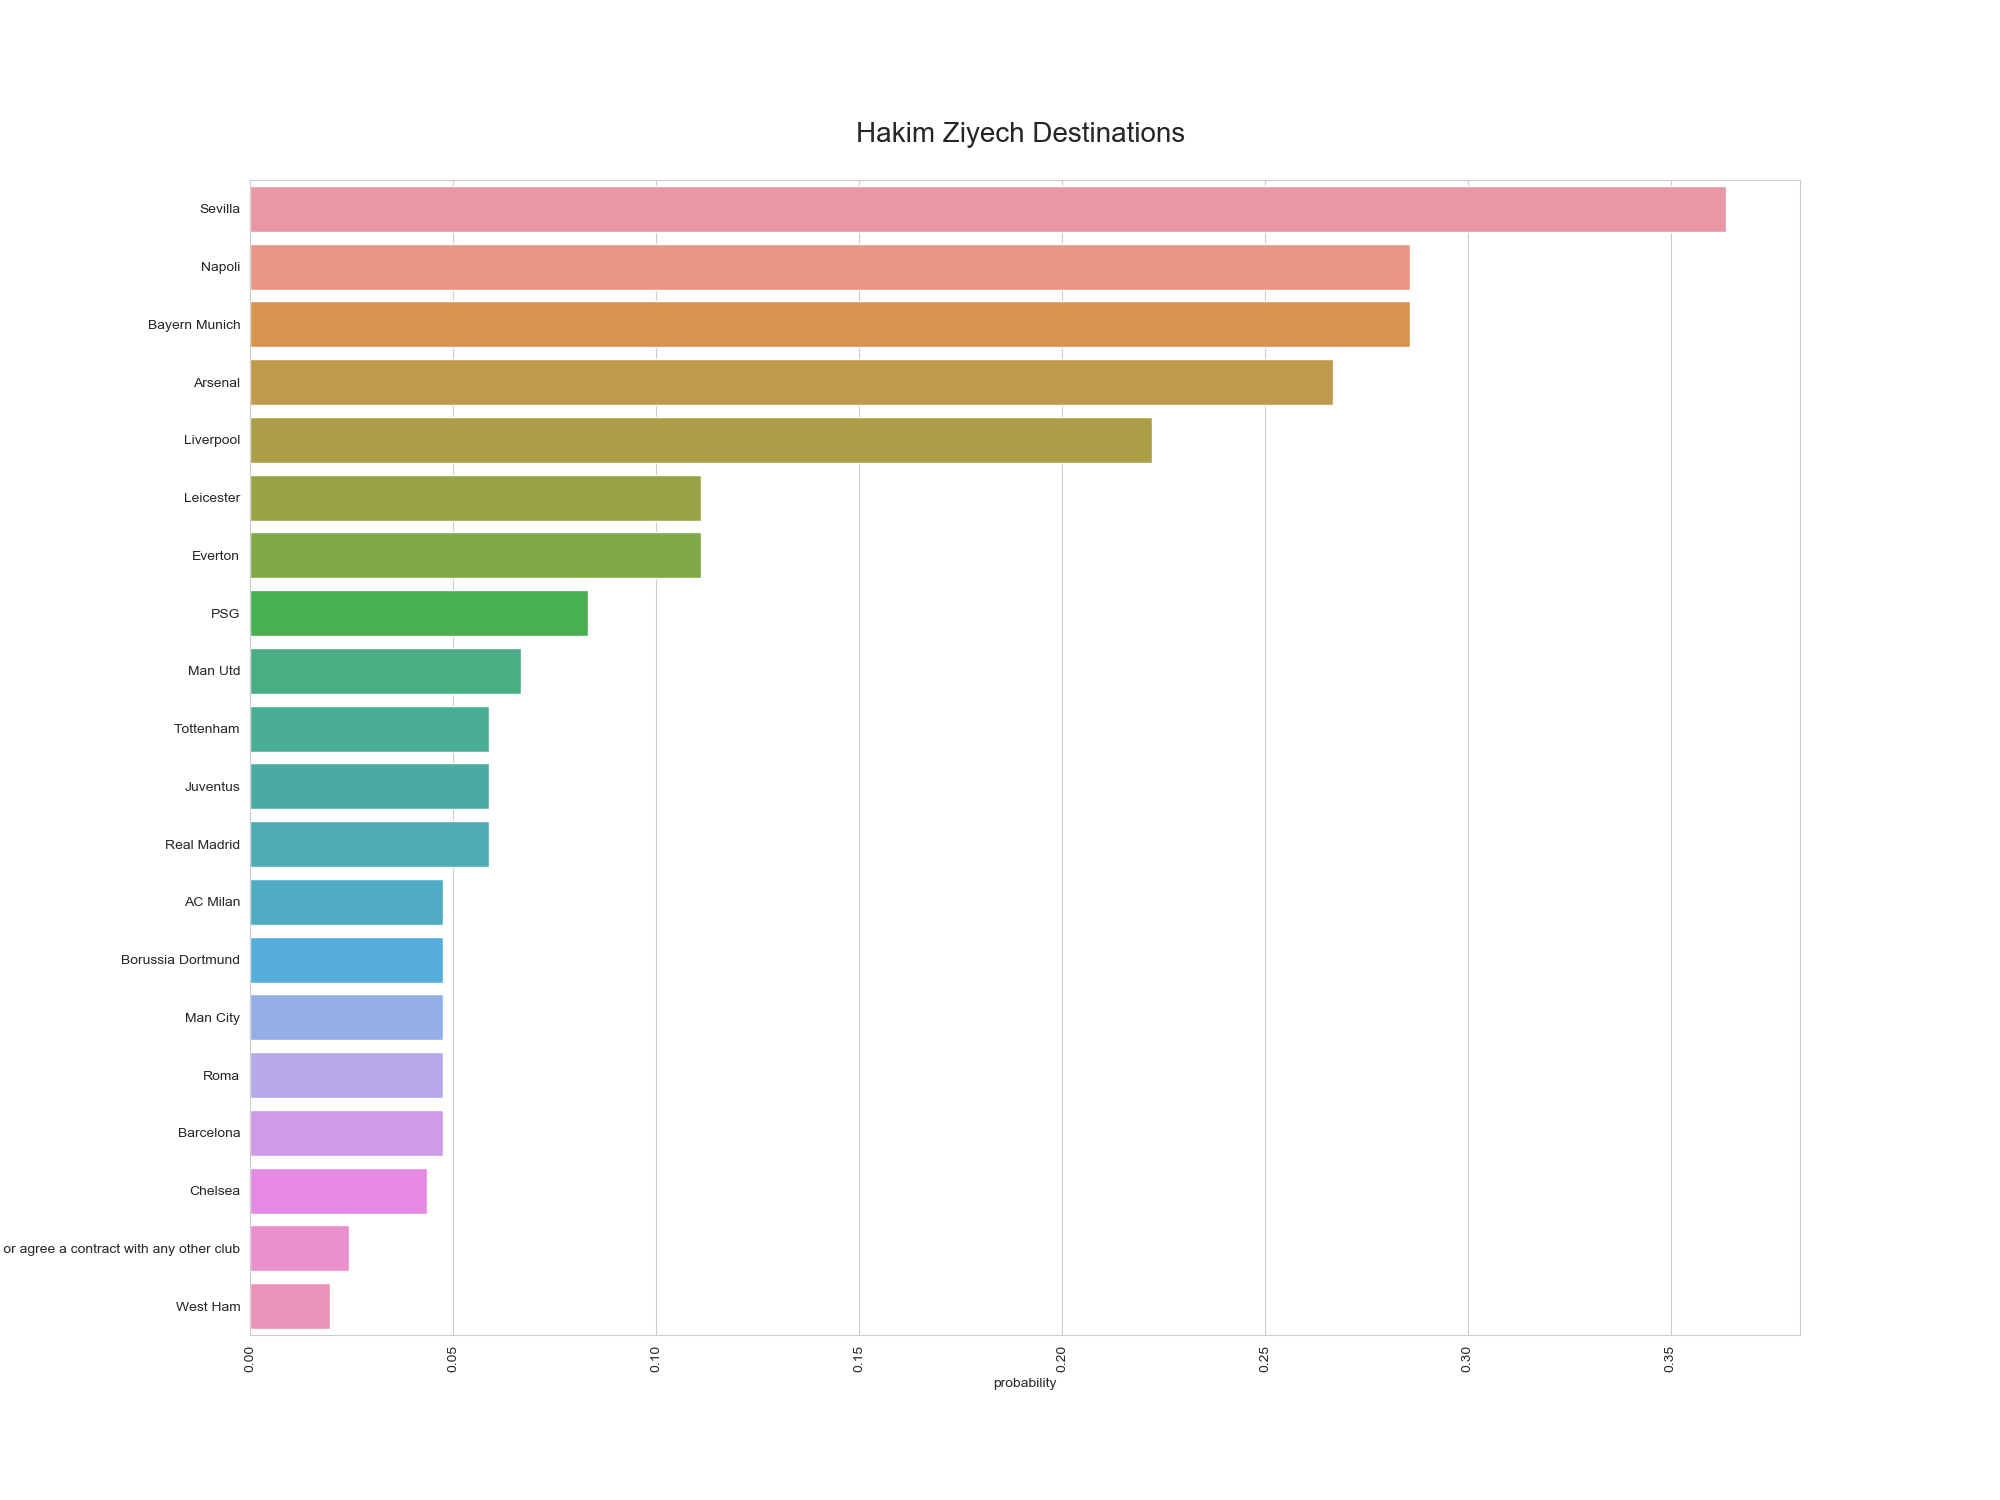 Hakim Ziyech Destinations
Sevilla
Napoli
Bayern Munich
Arsenal
Liverpool
Leicester
Everton
PSG
Man Utd
Tottenham
Juventus
Real Madrid
AC Milan
Borussia Dortmund
Man City
Roma
Barcelona
Chelsea
or agree a contract with any other club
West Ham
0.00 0.05 0.10 0.15 0.20 0.25 0.30 0.35
probability